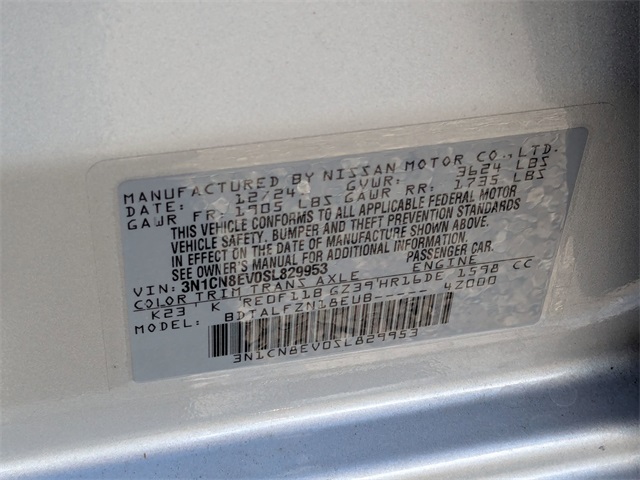 MANUFACTURED BY NISSAN MOTOR CO., LTD.
DATE: 12/24 GVWR: 3624 LBS
GAWR FR: 1905 LBS GAWR RR: 1735 LBS
THIS VEHICLE CONFORMS TO ALL APPLICABLE FEDERAL MOTOR
VEHICLE SAFETY, BUMPER AND THEFT PREVENTION STANDARDS
IN EFFECT ON THE DATE OF MANUFACTURE SHOWN ABOVE.
SEE OWNER'S MANUAL FOR ADDITIONAL INFORMATION.
VIN: 3N1CN8EV0SL829953 PASSENGER CAR.
COLOR TRIM TRANS AXLE ENGINE
K23 K RE0F11B GZ39 HR16DE 1598 CC
MODEL: BDTALFZN18EUB----- 4Z000
3N1CN8EV0SL829953